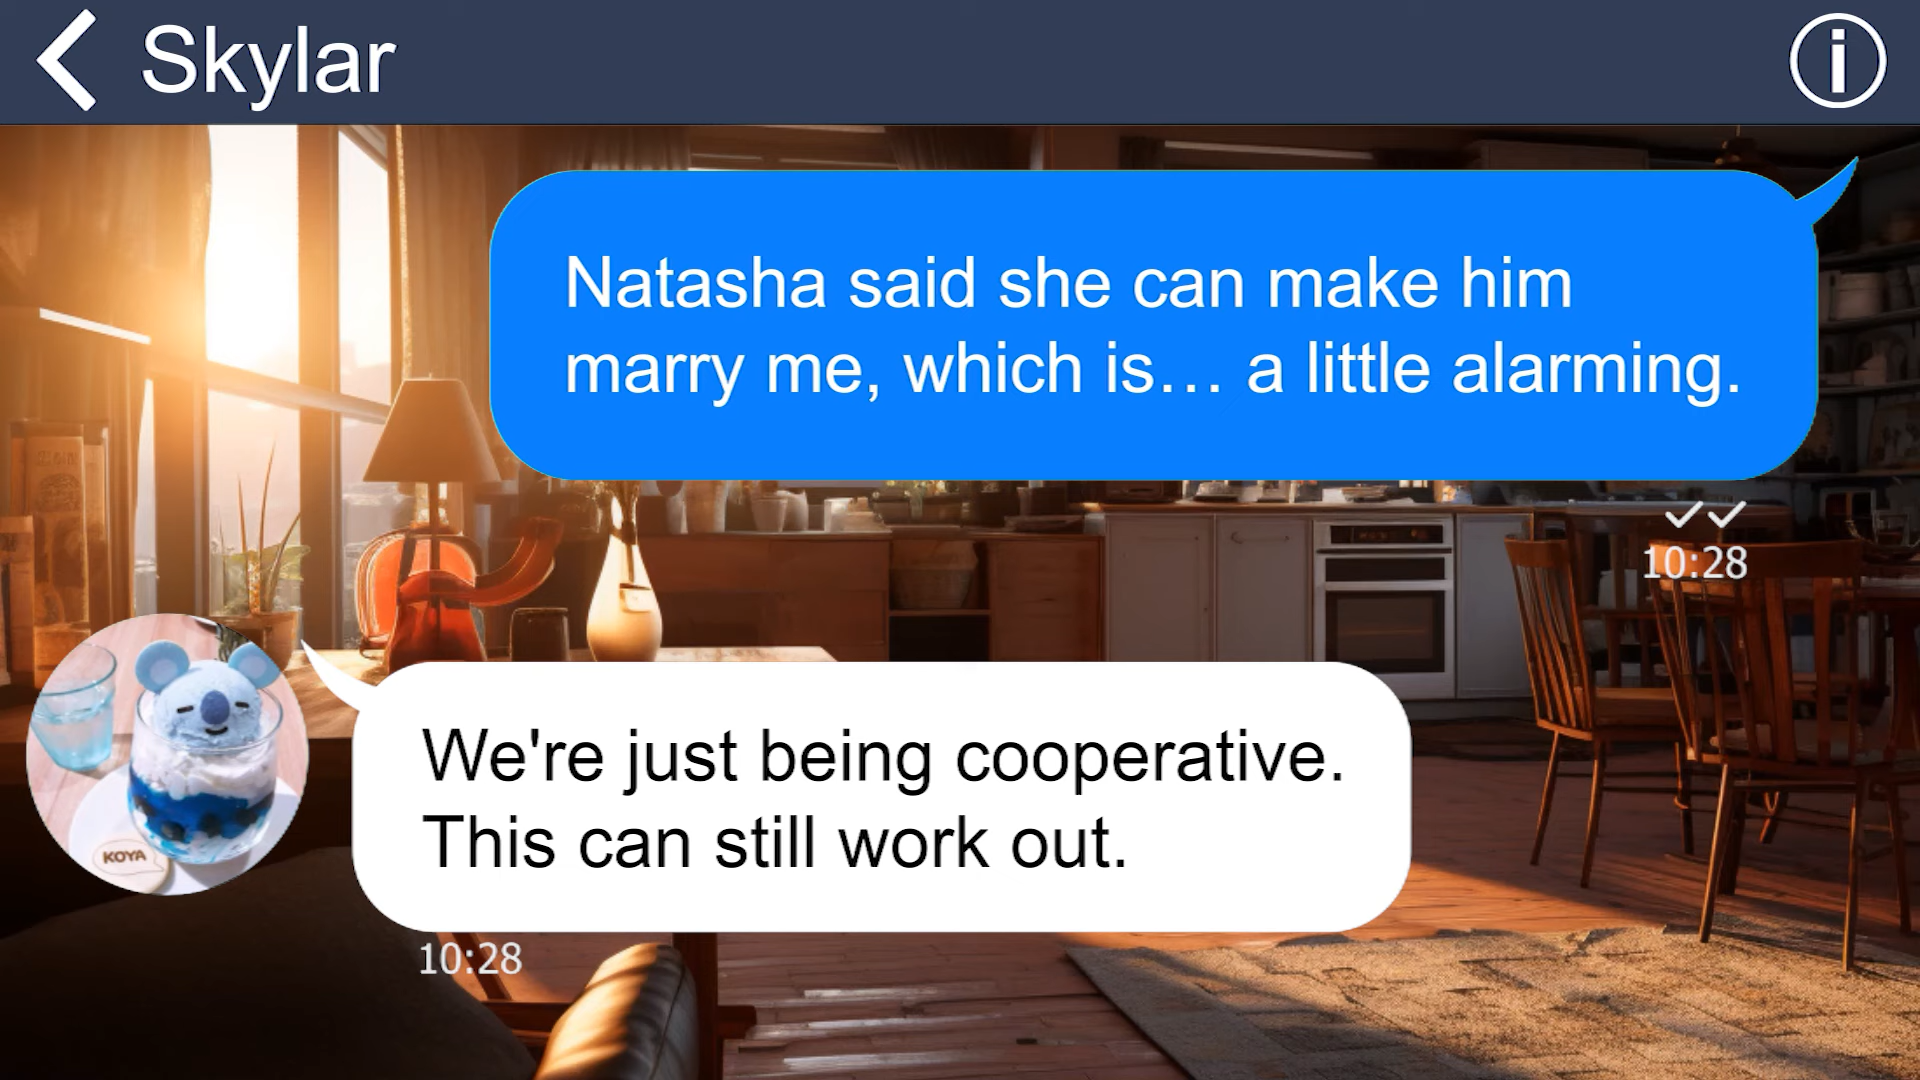 Skylar
Natasha said she can make him
marry me, which is… a little alarming.
10:28
We're just being cooperative.
This can still work out.
KOYA
10:28